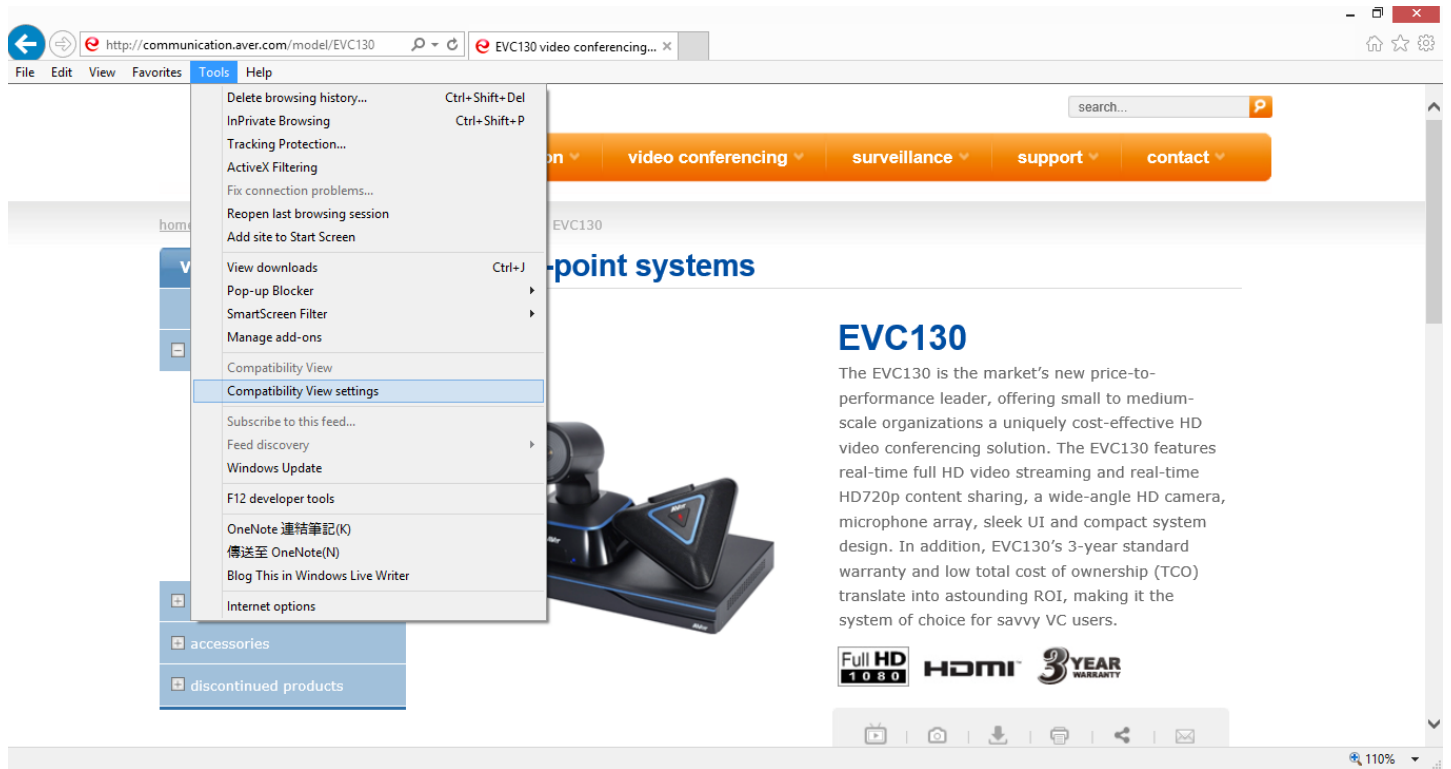 http://communication.aver.com/model/EVC130
EVC130 video conferencing...
File Edit View Favorites Tools Help
Delete browsing history... Ctrl+Shift+Del
InPrivate Browsing Ctrl+Shift+P
Tracking Protection...
ActiveX Filtering
Fix connection problems...
Reopen last browsing session
Add site to Start Screen
View downloads Ctrl+J
Pop-up Blocker
SmartScreen Filter
Manage add-ons
Compatibility View
Compatibility View settings
Subscribe to this feed...
Feed discovery
Windows Update
F12 developer tools
OneNote 連結筆記(K)
傳送至 OneNote(N)
Blog This in Windows Live Writer
Internet options
search...
on video conferencing surveillance support contact
home
EVC130
v
-point systems
accessories
discontinued products
EVC130
The EVC130 is the market's new price-to-
performance leader, offering small to medium-
scale organizations a uniquely cost-effective HD
video conferencing solution. The EVC130 features
real-time full HD video streaming and real-time
HD720p content sharing, a wide-angle HD camera,
microphone array, sleek UI and compact system
design. In addition, EVC130's 3-year standard
warranty and low total cost of ownership (TCO)
translate into astounding ROI, making it the
system of choice for savvy VC users.
Full HD
1080
HDMI
3 YEAR
WARRANTY
110%